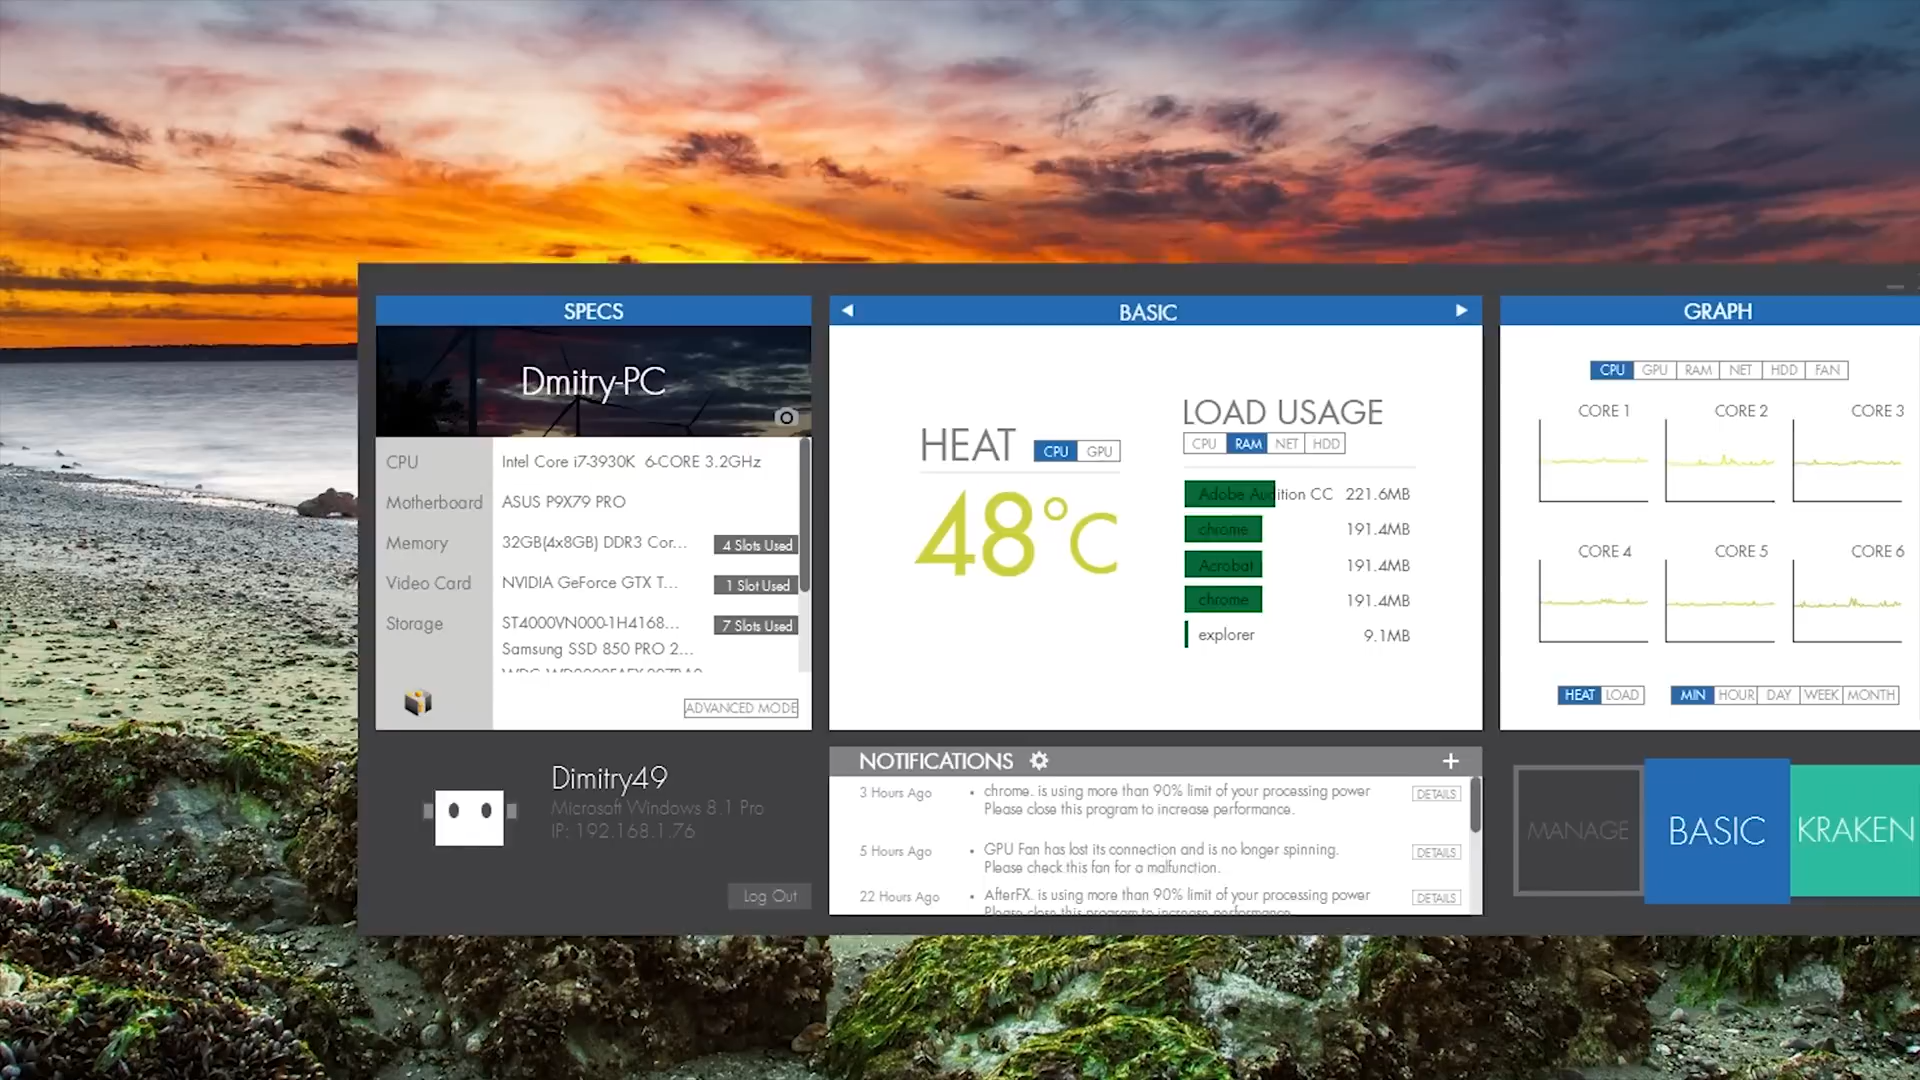 SPECS
Dmitry-PC
CPU Intel Core i7-3930K 6-CORE 3.2GHz
Motherboard ASUS P9X79 PRO
Memory 32GB(4x8GB) DDR3 Cor... 4 Slots Used
Video Card NVIDIA GeForce GTX T... 1 Slot Used
Storage ST4000VN000-1H4168... 7 Slots Used
Samsung SSD 850 PRO 2...
ADVANCED MODE
Dimitry49
Microsoft Windows 8.1 Pro
IP: 192.168.1.76
Log Out
BASIC
HEAT CPU GPU
48°C
LOAD USAGE
CPU RAM NET HDD
Adobe Audition CC 221.6MB
chrome 191.4MB
Acrobat 191.4MB
chrome 191.4MB
explorer 9.1MB
NOTIFICATIONS +
3 Hours Ago • chrome. is using more than 90% limit of your processing power DETAILS
Please close this program to increase performance.
5 Hours Ago • GPU Fan has lost its connection and is no longer spinning. DETAILS
Please check this fan for a malfunction.
22 Hours Ago • AfterFX. is using more than 90% limit of your processing power DETAILS
Please close this program to increase performance.
GRAPH
CPU GPU RAM NET HDD FAN
CORE 1 CORE 2 CORE 3
CORE 4 CORE 5 CORE 6
HEAT LOAD MIN HOUR DAY WEEK MONTH
MANAGE BASIC KRAKEN